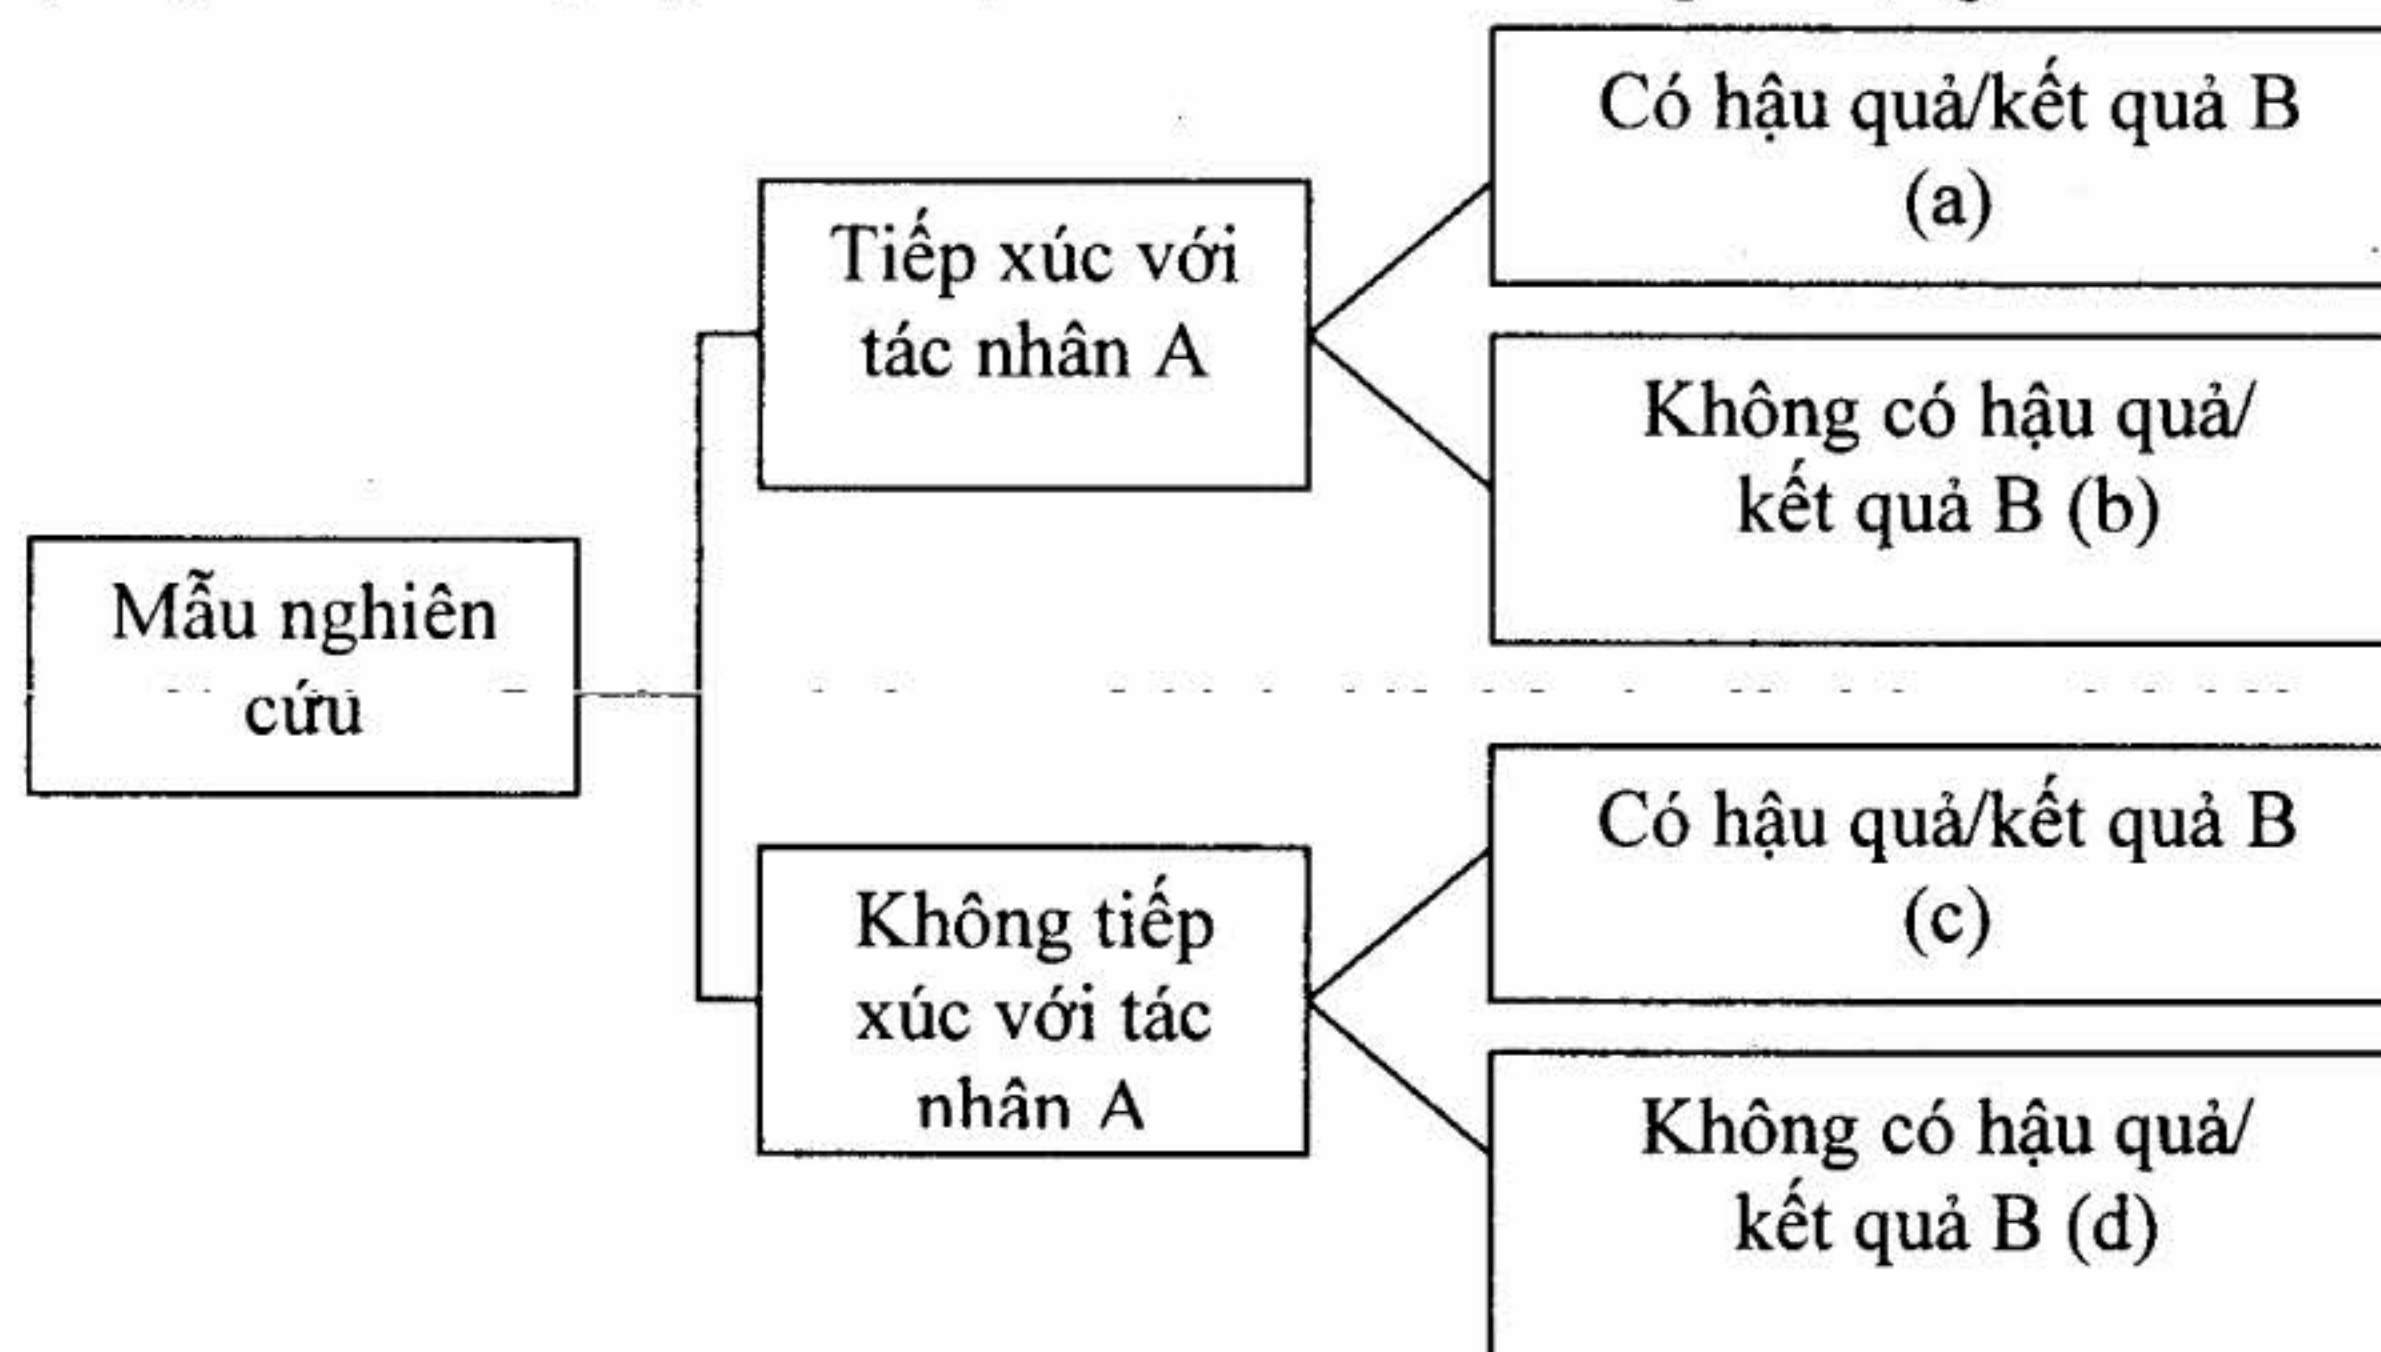 Có hậu quả/kết quả B
(a)
Tiếp xúc với
tác nhân A
Không có hậu quả/
kết quả B (b)
Mẫu nghiên
cứu
Có hậu quả/kết quả B
(c)
Không tiếp
xúc với tác
nhân A
Không có hậu quả/
kết quả B (d)